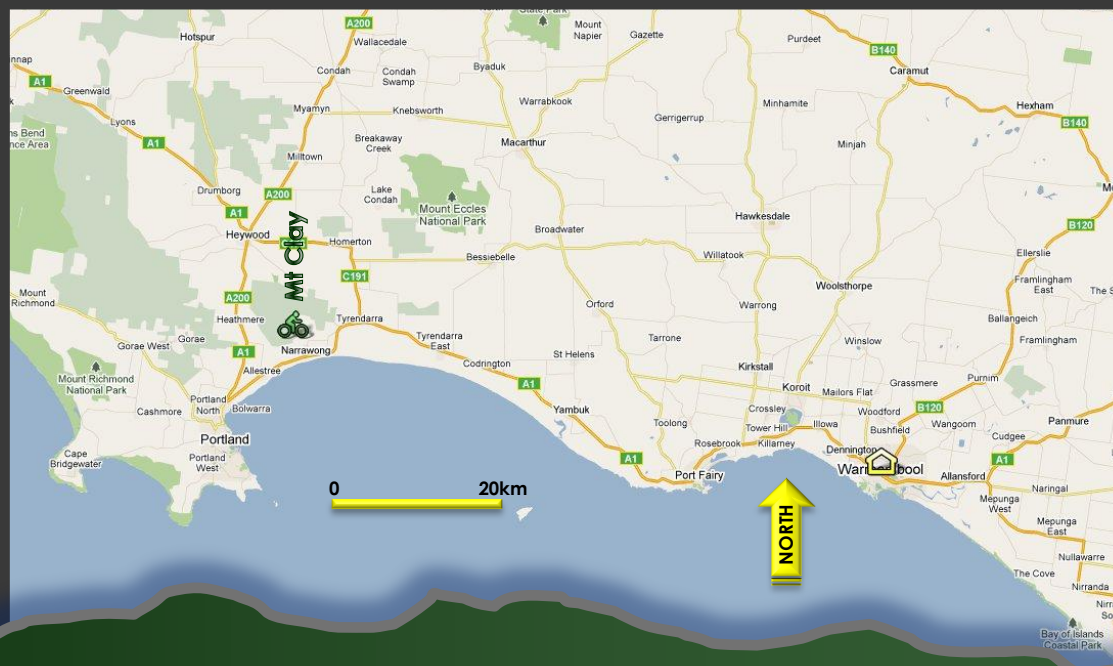 State Park
A200
Hotspur
Wallacedale
Mount
Napier
Gazette
Purdeet
B140
Condah
Condah
Swamp
Byaduk
Caramut
A1
Greenwald
Myamyn
Knebsworth
Warrabkook
Minhamite
Hexham
B140
Lyons
A1
Gerrigerrup
Breakaway
Creek
Macarthur
Minjah
Milltown
Drumborg
A200
Lake
Condah
Mount Eccles
National Park
A1
Hawkesdale
B120
Heywood
Mt Clay
Homerton
Broadwater
Bessiebelle
Willatook
Ellerslie
C191
Woolsthorpe
Framlingham
East
The S
Mount
Richmond
A200
Orford
Warrong
Heathmere
Tyrendarra
Ballangeich
Gorae West
Gorae
Tyrendarra
East
Tarrone
Winslow
Framlingham
A1
Narrawong
St Helens
Allestree
Codrington
Kirkstall
Mount Richmond
National Park
A1
Koroit
Mailors Flat
Grassmere
Purnim
Portland
North
Bolwarra
Cashmore
Yambuk
Crossley
Woodford
B120
Toolong
Tower Hill
Illowa
Bushfield
Wangoom
Panmure
Portland
Rosebrook
Killarney
Cudgee
Cape
Bridgewater
Portland
West
A1
Dennington
A1
Port Fairy
Allansford
Naringal
0 20km
NORTH
Mepunga
West
Mepunga
East
Nullawarre
The Cove
Nirranda
Bay of Islands
Coastal Park